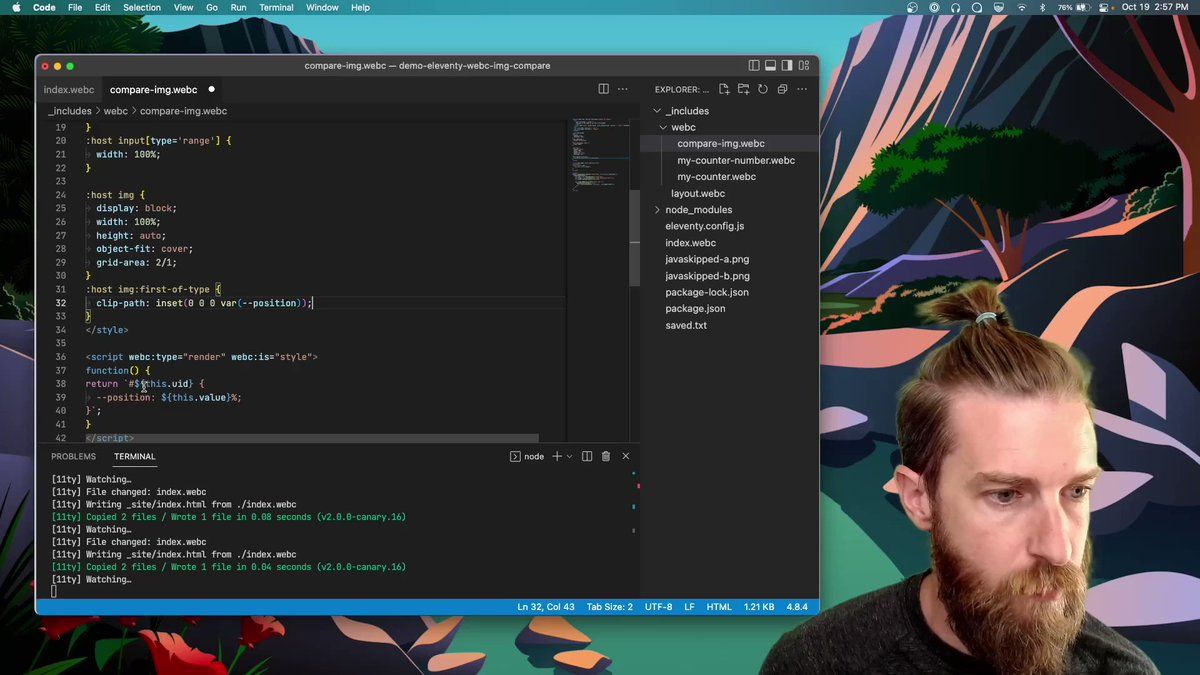 Code File Edit Selection View Go Run Terminal Window Help 76% Oct 19 2:57 PM
compare-img.webc — demo-eleventy-webc-img-compare
index.webc compare-img.webc
EXPLORER: ...
_includes > webc > compare-img.webc
_includes
webc
compare-img.webc
my-counter-number.webc
my-counter.webc
layout.webc
node_modules
eleventy.config.js
index.webc
javaskipped-a.png
javaskipped-b.png
package-lock.json
package.json
saved.txt
19 }
20 :host input[type='range'] {
21 width: 100%;
22 }
23
24 :host img {
25 display: block;
26 width: 100%;
27 height: auto;
28 object-fit: cover;
29 grid-area: 2/1;
30 }
31 :host img:first-of-type {
32 clip-path: inset(0 0 0 var(--position));
33 }
34 </style>
35
36 <script webc:type="render" webc:is="style">
37 function() {
38 return `#${this.uid} {
39 --position: ${this.value}%;
40 }`;
41 }
42 </script>
PROBLEMS TERMINAL node
[11ty] Watching…
[11ty] File changed: index.webc
[11ty] Writing _site/index.html from ./index.webc
[11ty] Copied 2 files / Wrote 1 file in 0.08 seconds (v2.0.0-canary.16)
[11ty] Watching…
[11ty] File changed: index.webc
[11ty] Writing _site/index.html from ./index.webc
[11ty] Copied 2 files / Wrote 1 file in 0.04 seconds (v2.0.0-canary.16)
[11ty] Watching…
Ln 32, Col 43 Tab Size: 2 UTF-8 LF HTML 1.21 KB 4.8.4